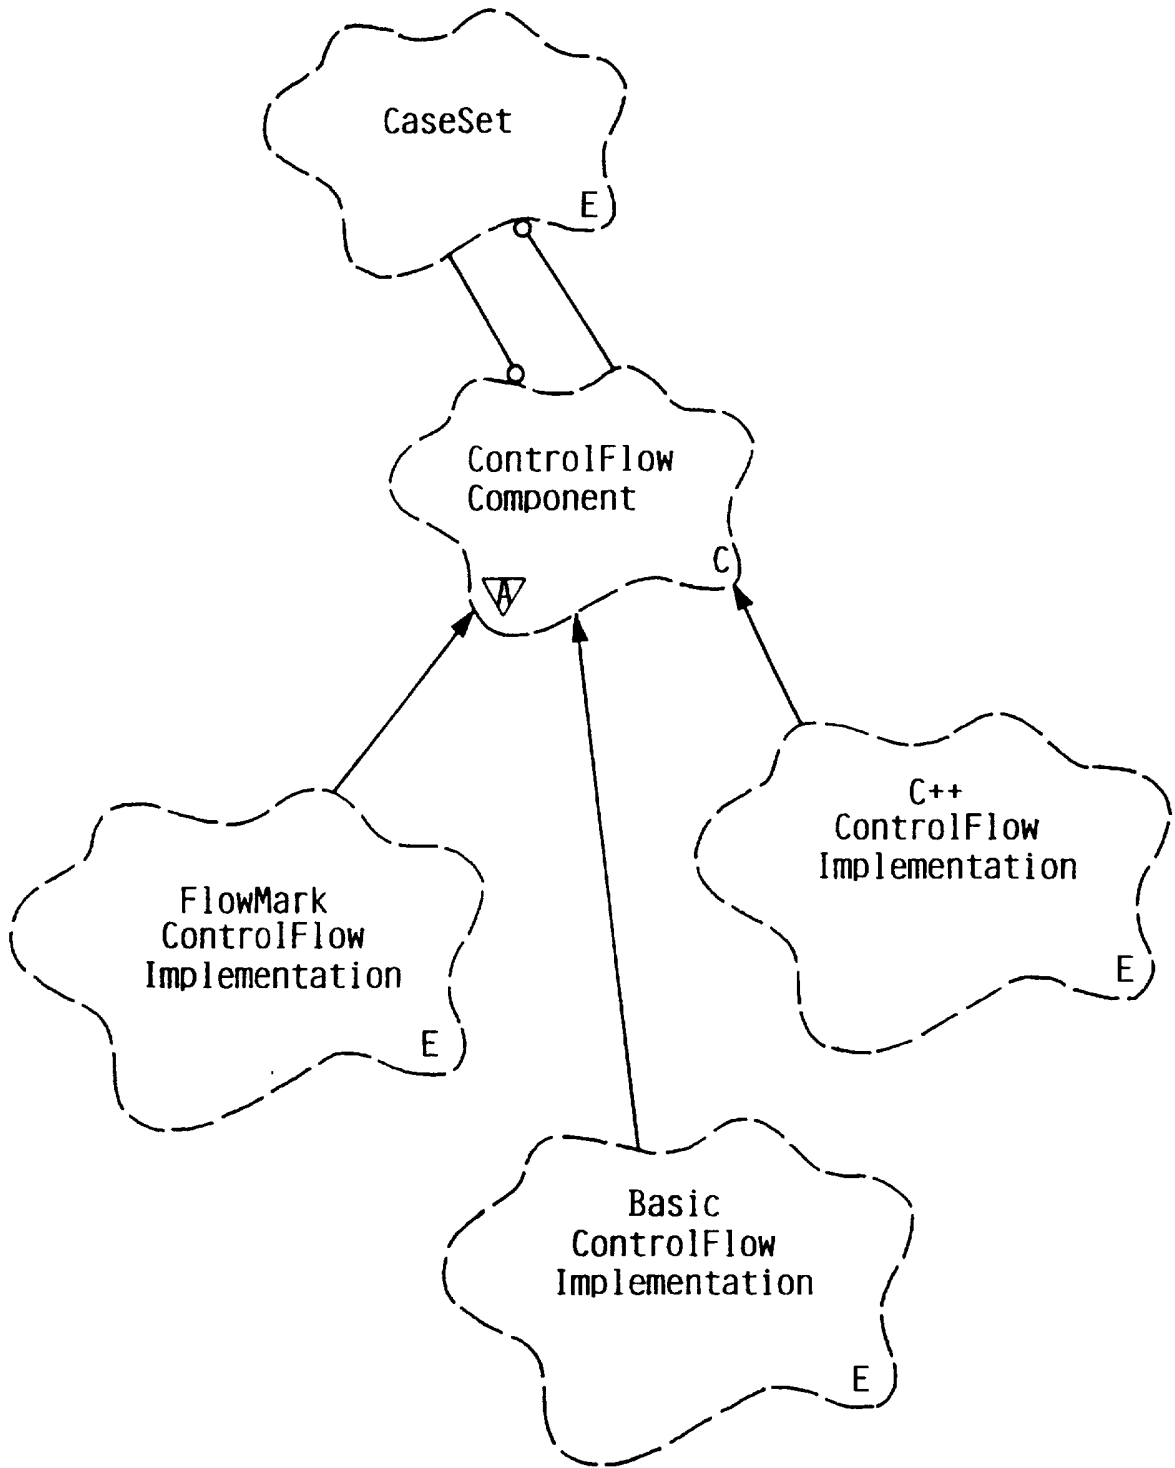 CaseSet
E
ControlFlow
Component
C
A
C++
ControlFlow
Implementation
E
FlowMark
ControlFlow
Implementation
E
Basic
ControlFlow
Implementation
E